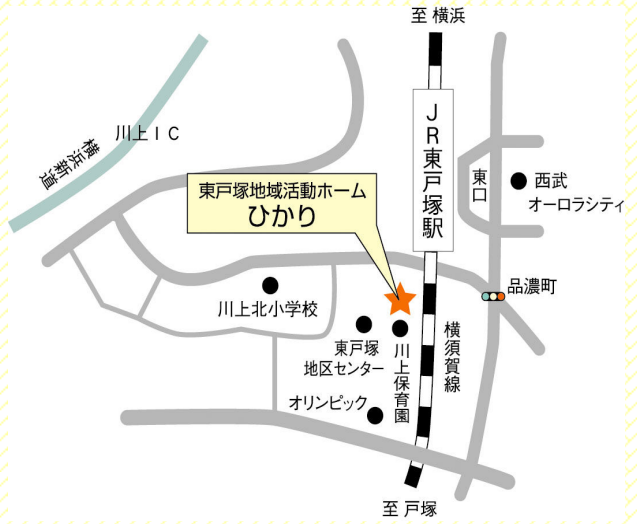 至 横浜
川上ＩＣ
横浜新道
ＪＲ東戸塚駅
東口
西武
オーロラシティ
東戸塚地域活動ホーム
ひかり
品濃町
川上北小学校
東戸塚
地区センター
川上保育園
横須賀線
オリンピック
至 戸塚